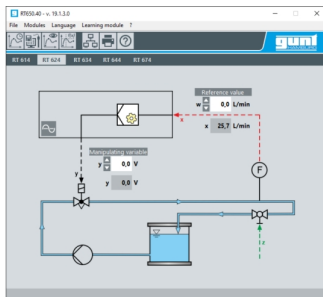 RT650.40 - v. 19.1.3.0
File Modules Language Learning module ?
gunt
RT 614 RT 624 RT 634 RT 644 RT 674
Reference value
w 0,0 L/min
x 25,7 L/min
x
Manipulating variable
y 0,0 V
y 0,0 V
y
F
z